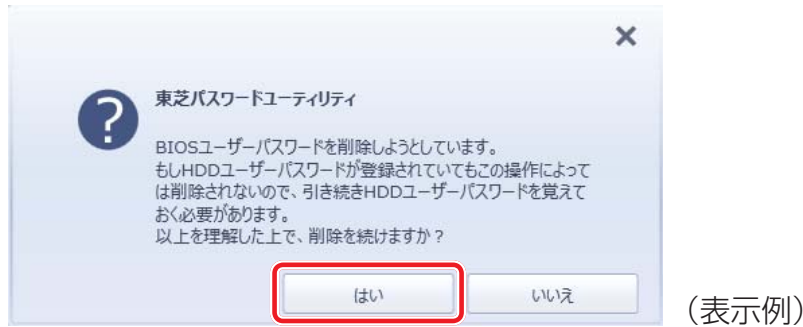 東芝パスワードユーティリティ
BIOSユーザーパスワードを削除しようとしています。
もしHDDユーザーパスワードが登録されていてもこの操作によって
は削除されないので、引き続きHDDユーザーパスワードを覚えて
おく必要があります。
以上を理解した上で、削除を続けますか？
はい いいえ
（表示例）